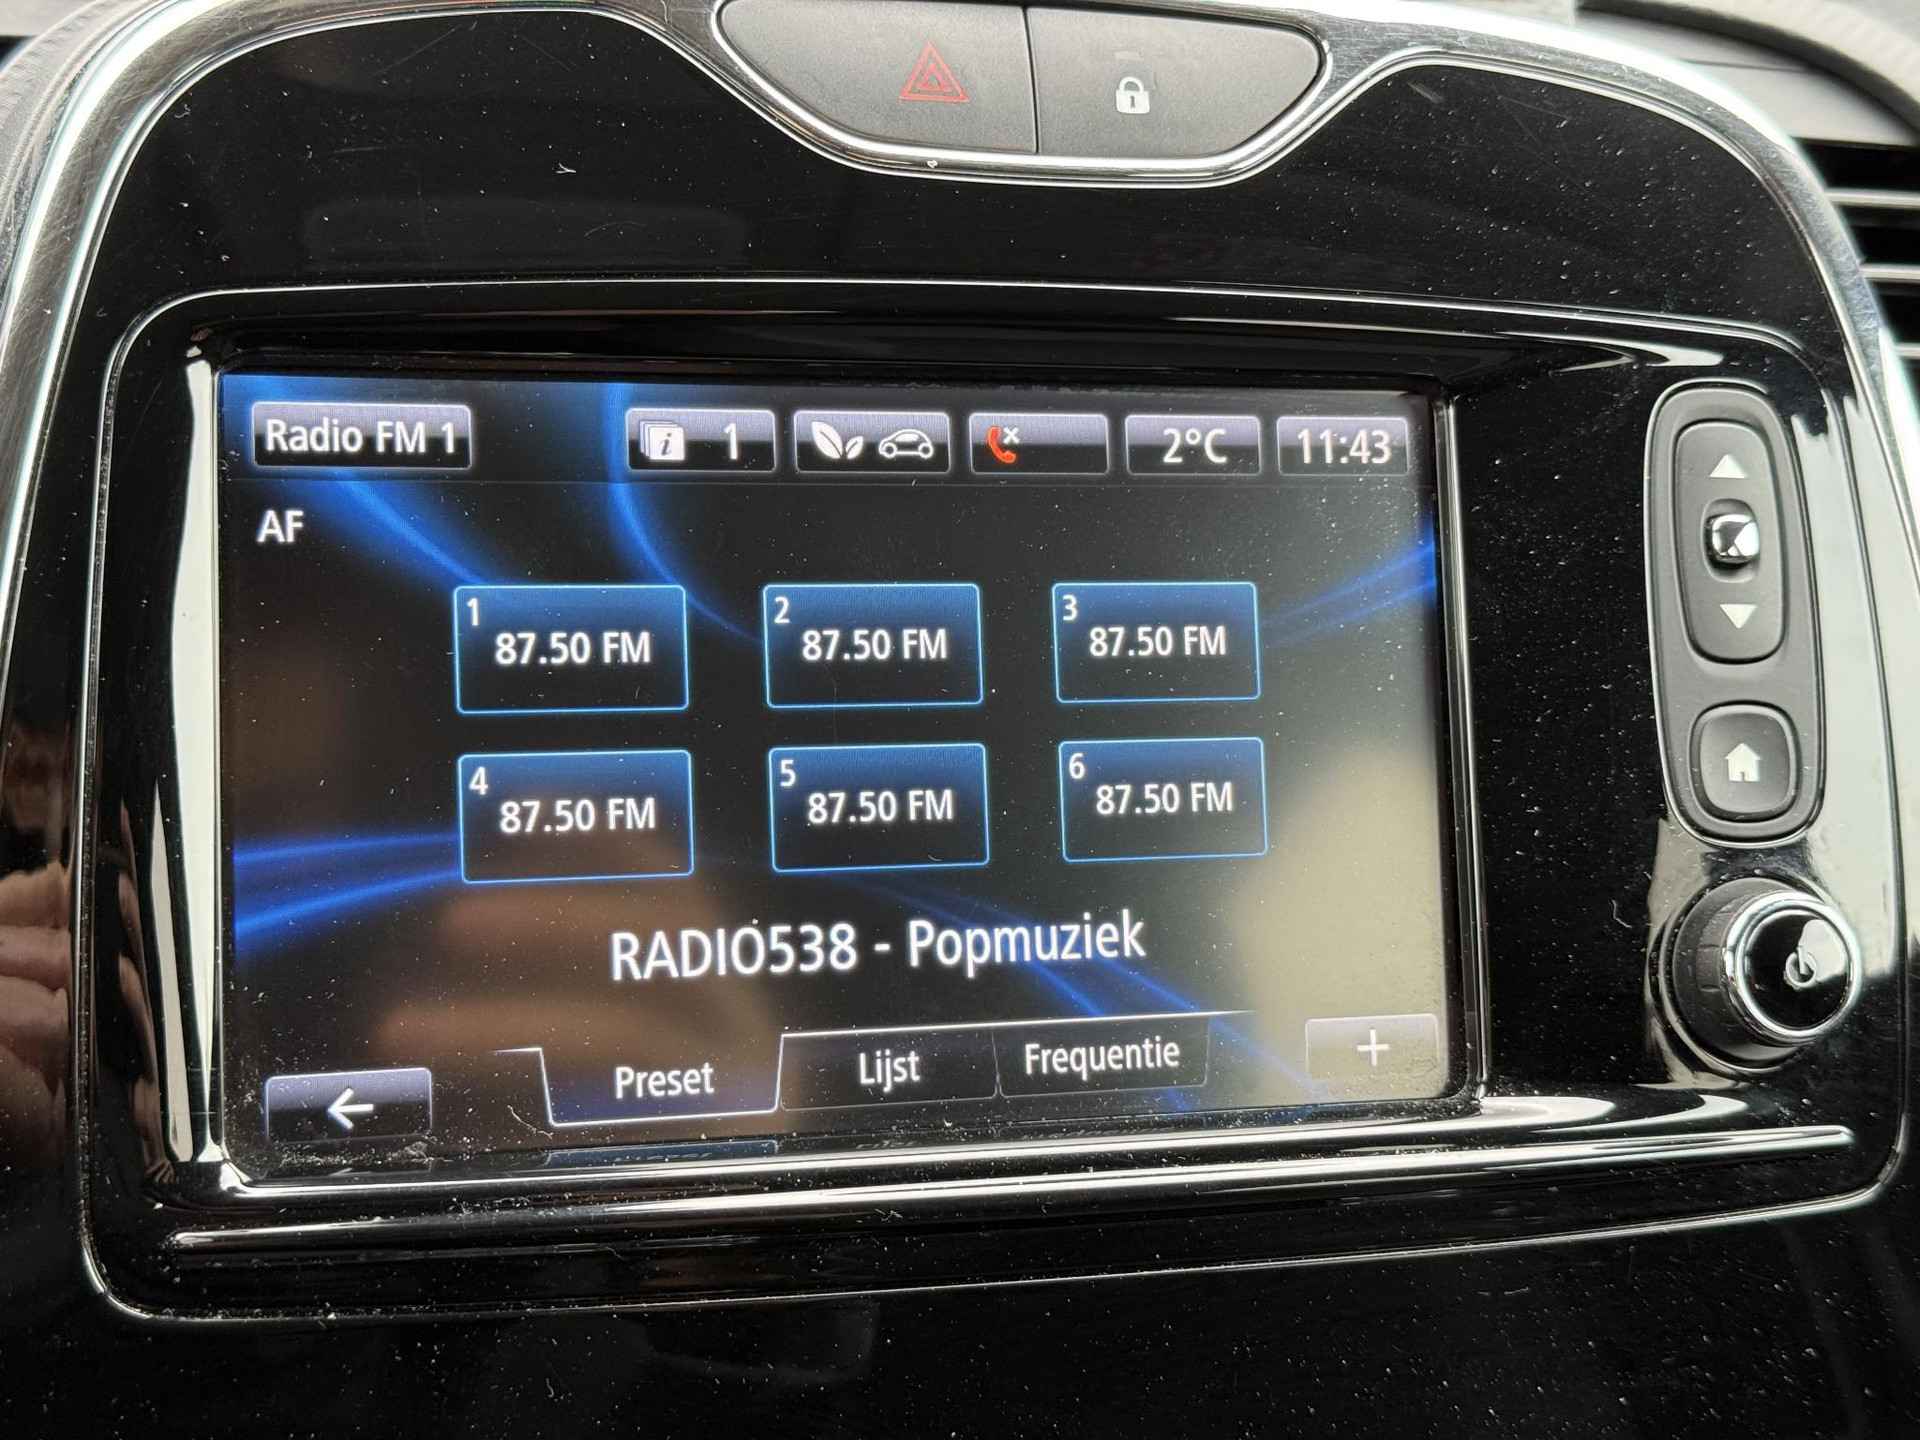 Radio FM 1
i 1
2°C
11:43
AF
1
87.50 FM
2
87.50 FM
3
87.50 FM
4
87.50 FM
5
87.50 FM
6
87.50 FM
RADIO538 - Popmuziek
Preset
Lijst
Frequentie
+